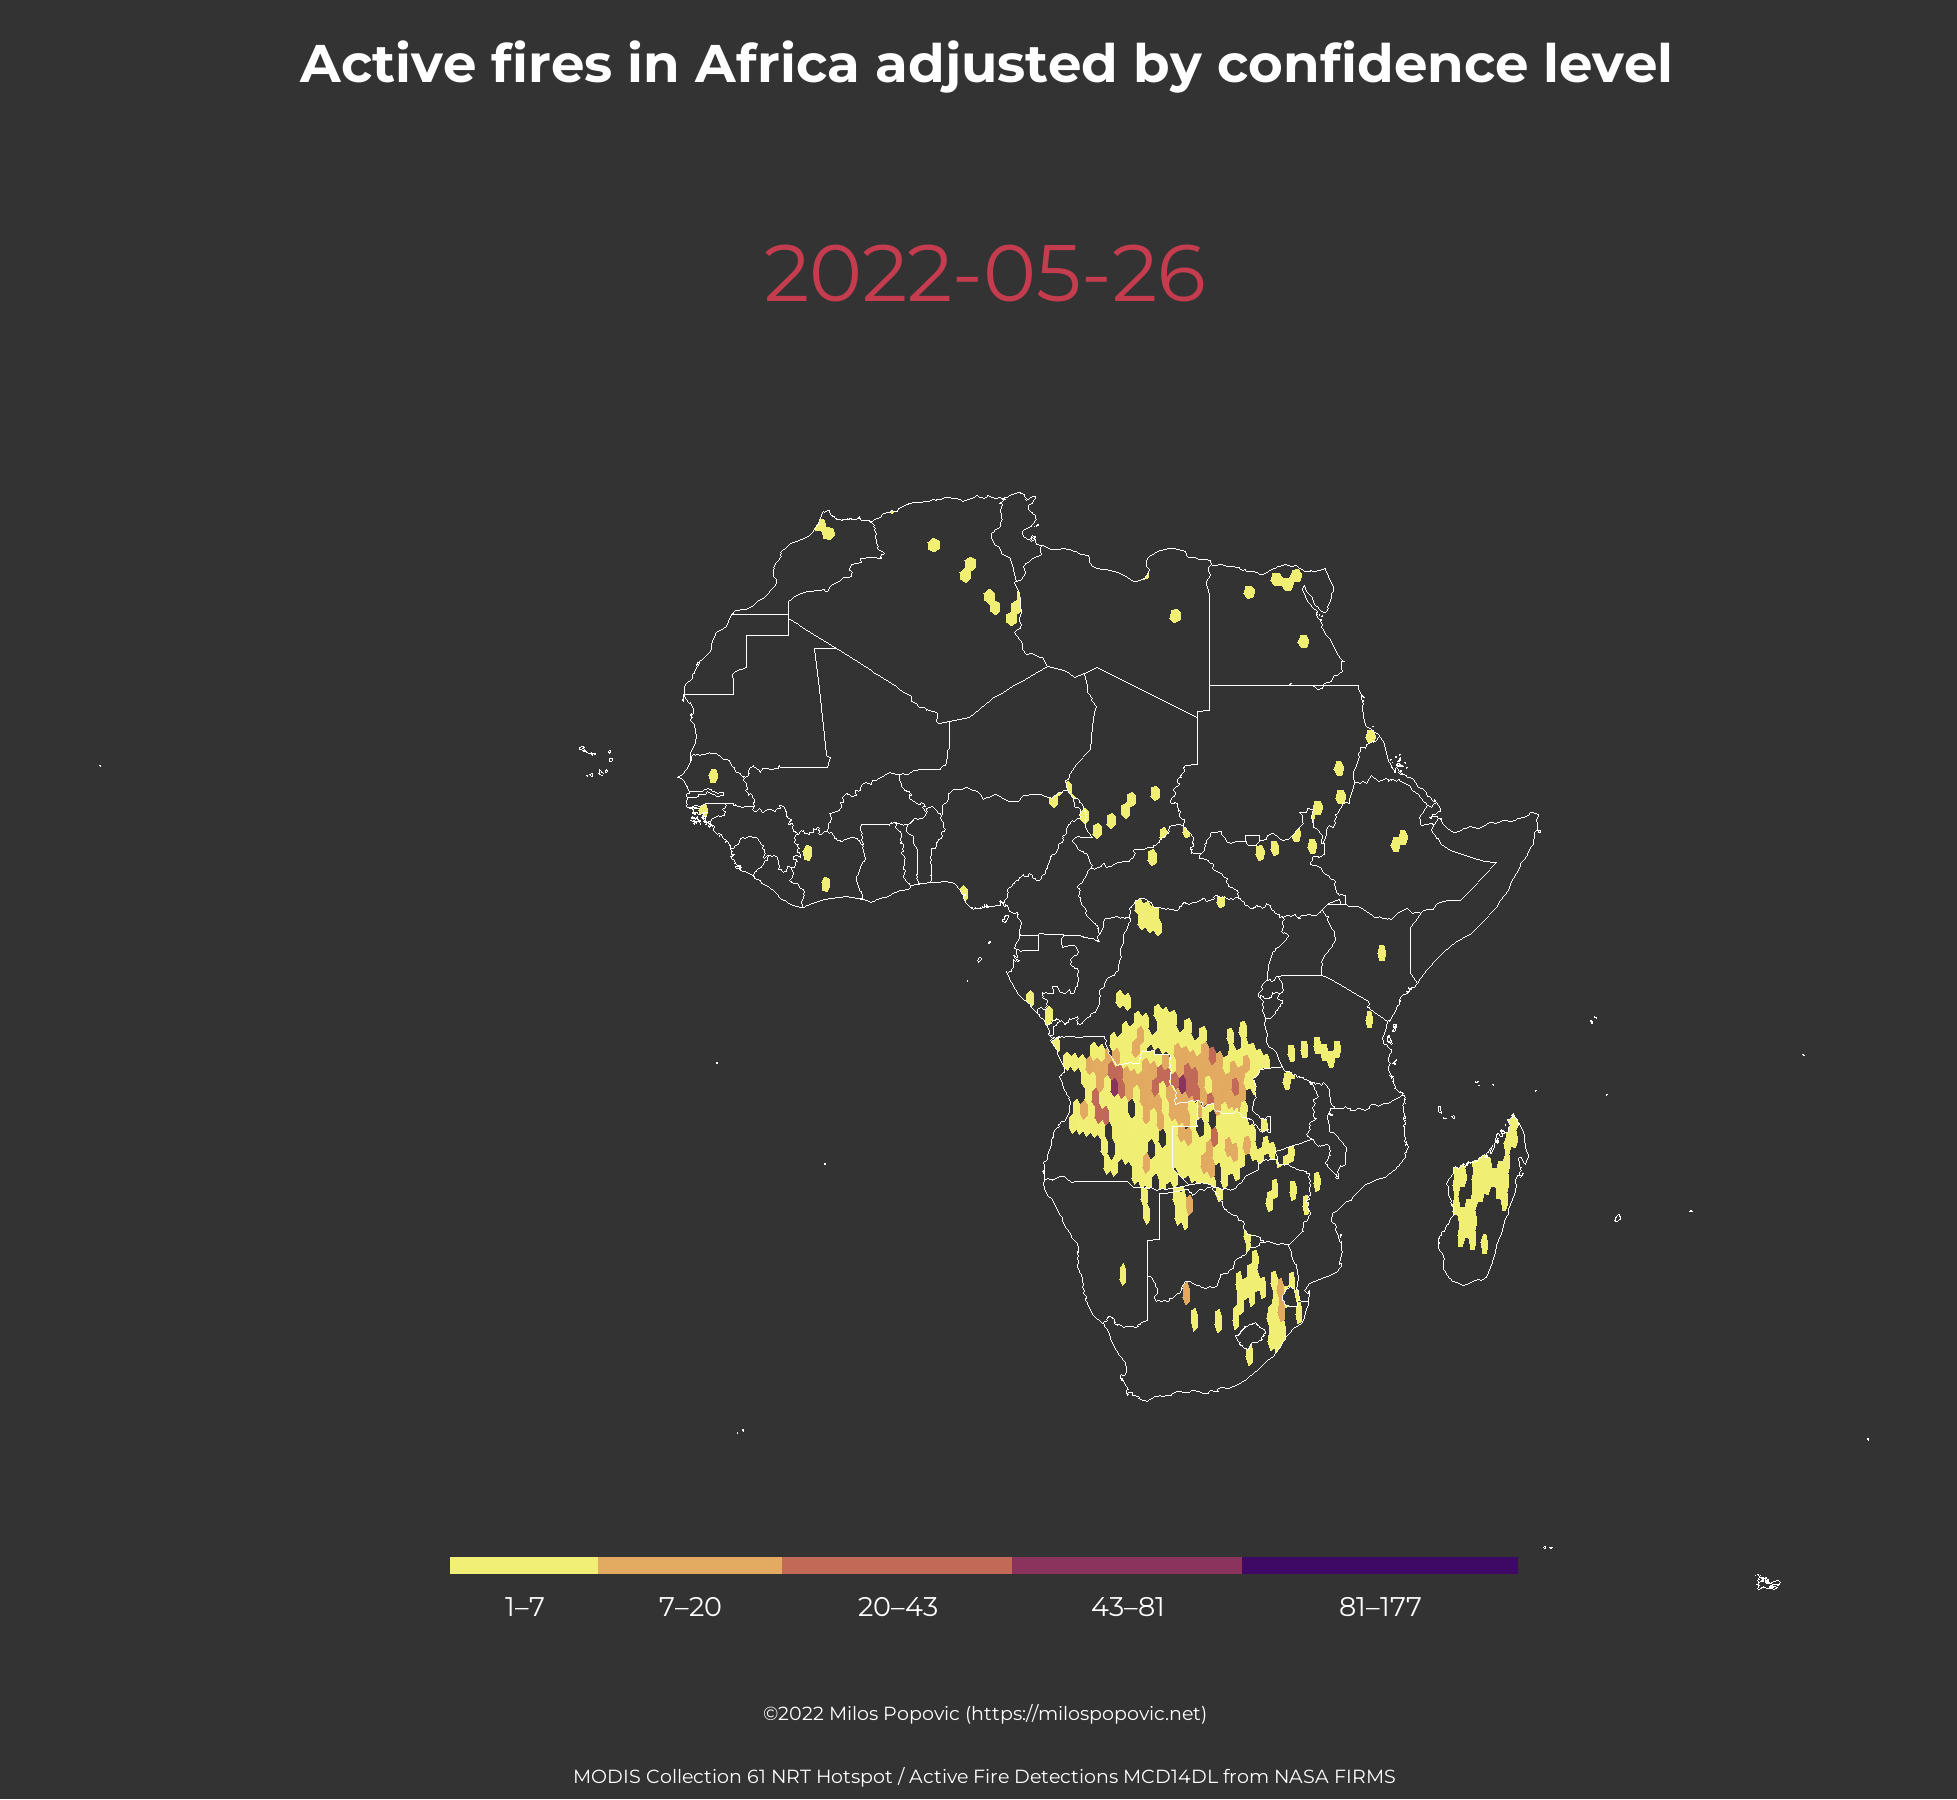 Active fires in Africa adjusted by confidence level
2022-05-26
1–7 7–20 20–43 43–81 81–177
©2022 Milos Popovic (https://milospopovic.net)
MODIS Collection 61 NRT Hotspot / Active Fire Detections MCD14DL from NASA FIRMS